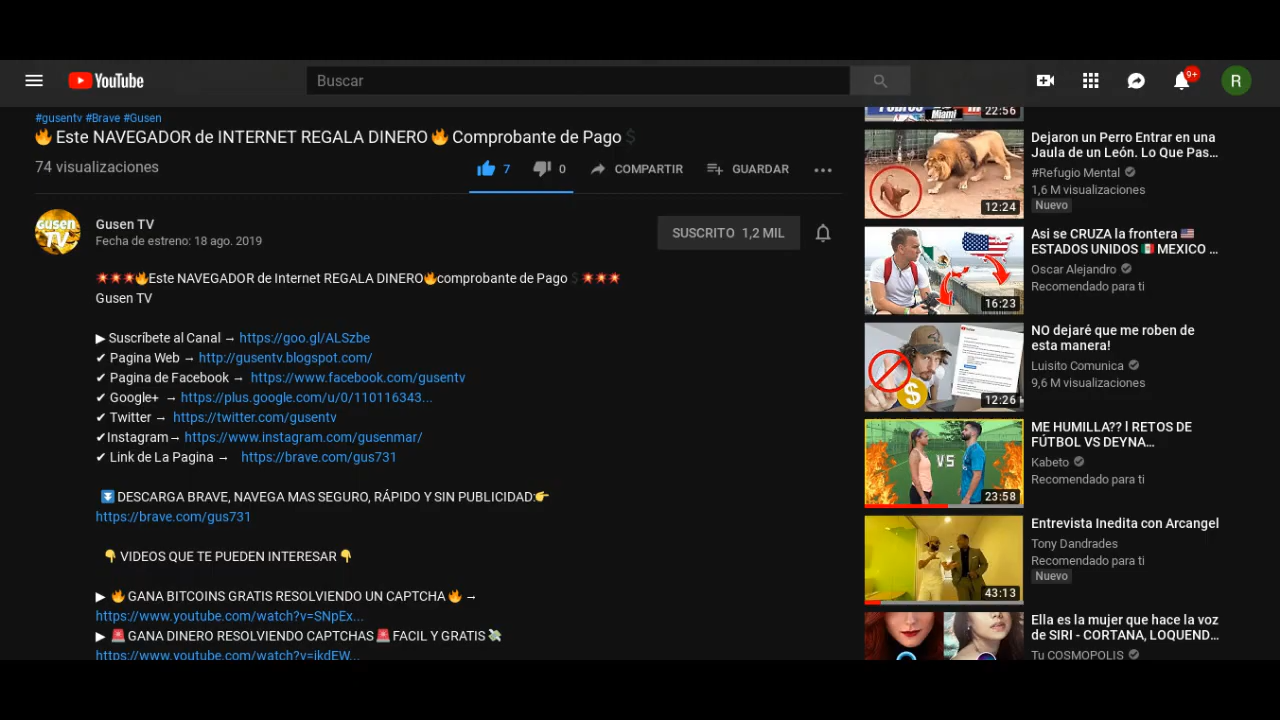 YouTube
Buscar
9+
R
#gusentv #Brave #Gusen
🔥Este NAVEGADOR de INTERNET REGALA DINERO🔥Comprobante de Pago💲
74 visualizaciones
7
0
COMPARTIR
GUARDAR
Gusen TV
Gusen TV
Fecha de estreno: 18 ago. 2019
SUSCRITO 1,2 MIL
💥💥💥🔥Este NAVEGADOR de Internet REGALA DINERO🔥comprobante de Pago💲💥💥💥
Gusen TV
▶ Suscríbete al Canal → https://goo.gl/ALSzbe
✔ Pagina Web → http://gusentv.blogspot.com/
✔ Pagina de Facebook → https://www.facebook.com/gusentv
✔ Google+ → https://plus.google.com/u/0/110116343...
✔ Twitter → https://twitter.com/gusentv
✔Instagram→ https://www.instagram.com/gusenmar/
✔ Link de La Pagina → https://brave.com/gus731
⏬DESCARGA BRAVE, NAVEGA MAS SEGURO, RÁPIDO Y SIN PUBLICIDAD:👉
https://brave.com/gus731
👇VIDEOS QUE TE PUEDEN INTERESAR👇
▶ 🔥GANA BITCOINS GRATIS RESOLVIENDO UN CAPTCHA🔥 →
https://www.youtube.com/watch?v=SNpEx...
▶ 🚨GANA DINERO RESOLVIENDO CAPTCHAS🚨FACIL Y GRATIS💸
https://www.youtube.com/watch?v=jkdEW...
Miami
22:56
12:24
Dejaron un Perro Entrar en una
Jaula de un León. Lo Que Pas...
#Refugio Mental
1,6 M visualizaciones
Nuevo
16:23
Asi se CRUZA la frontera 🇺🇸
ESTADOS UNIDOS 🇲🇽 MEXICO ...
Oscar Alejandro
Recomendado para ti
12:26
NO dejaré que me roben de
esta manera!
Luisito Comunica
9,6 M visualizaciones
VS
23:58
ME HUMILLA?? l RETOS DE
FÚTBOL VS DEYNA...
Kabeto
Recomendado para ti
43:13
Entrevista Inedita con Arcangel
Tony Dandrades
Recomendado para ti
Nuevo
Ella es la mujer que hace la voz
de SIRI - CORTANA, LOQUEND...
Tu COSMOPOLIS